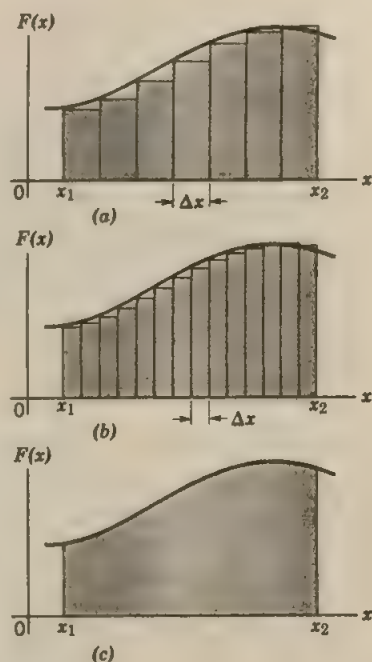 F(x)
0 x₁ Δx x₂ x
(a)
F(x)
0 x₁ Δx x₂ x
(b)
F(x)
0 x₁ x₂ x
(c)